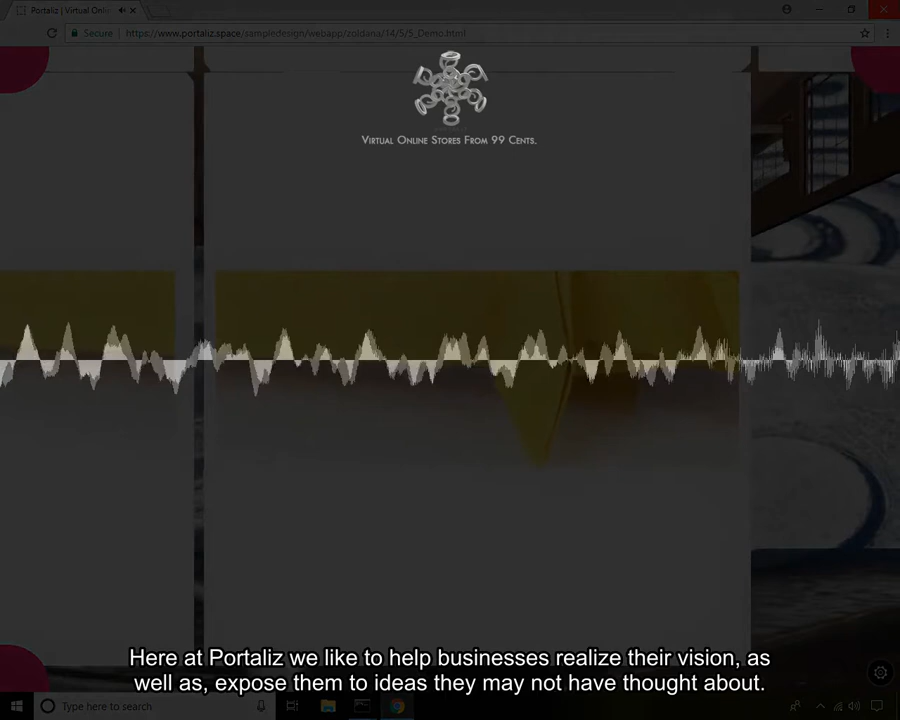 Portaliz | Virtual Onlin
Secure https://www.portaliz.space/sampledesign/webapp/zoldaria/14/5/5_Demo.html
Virtual Online Stores From 99 Cents.
Here at Portaliz we like to help businesses realize their vision, as
well as, expose them to ideas they may not have thought about.
Type here to search